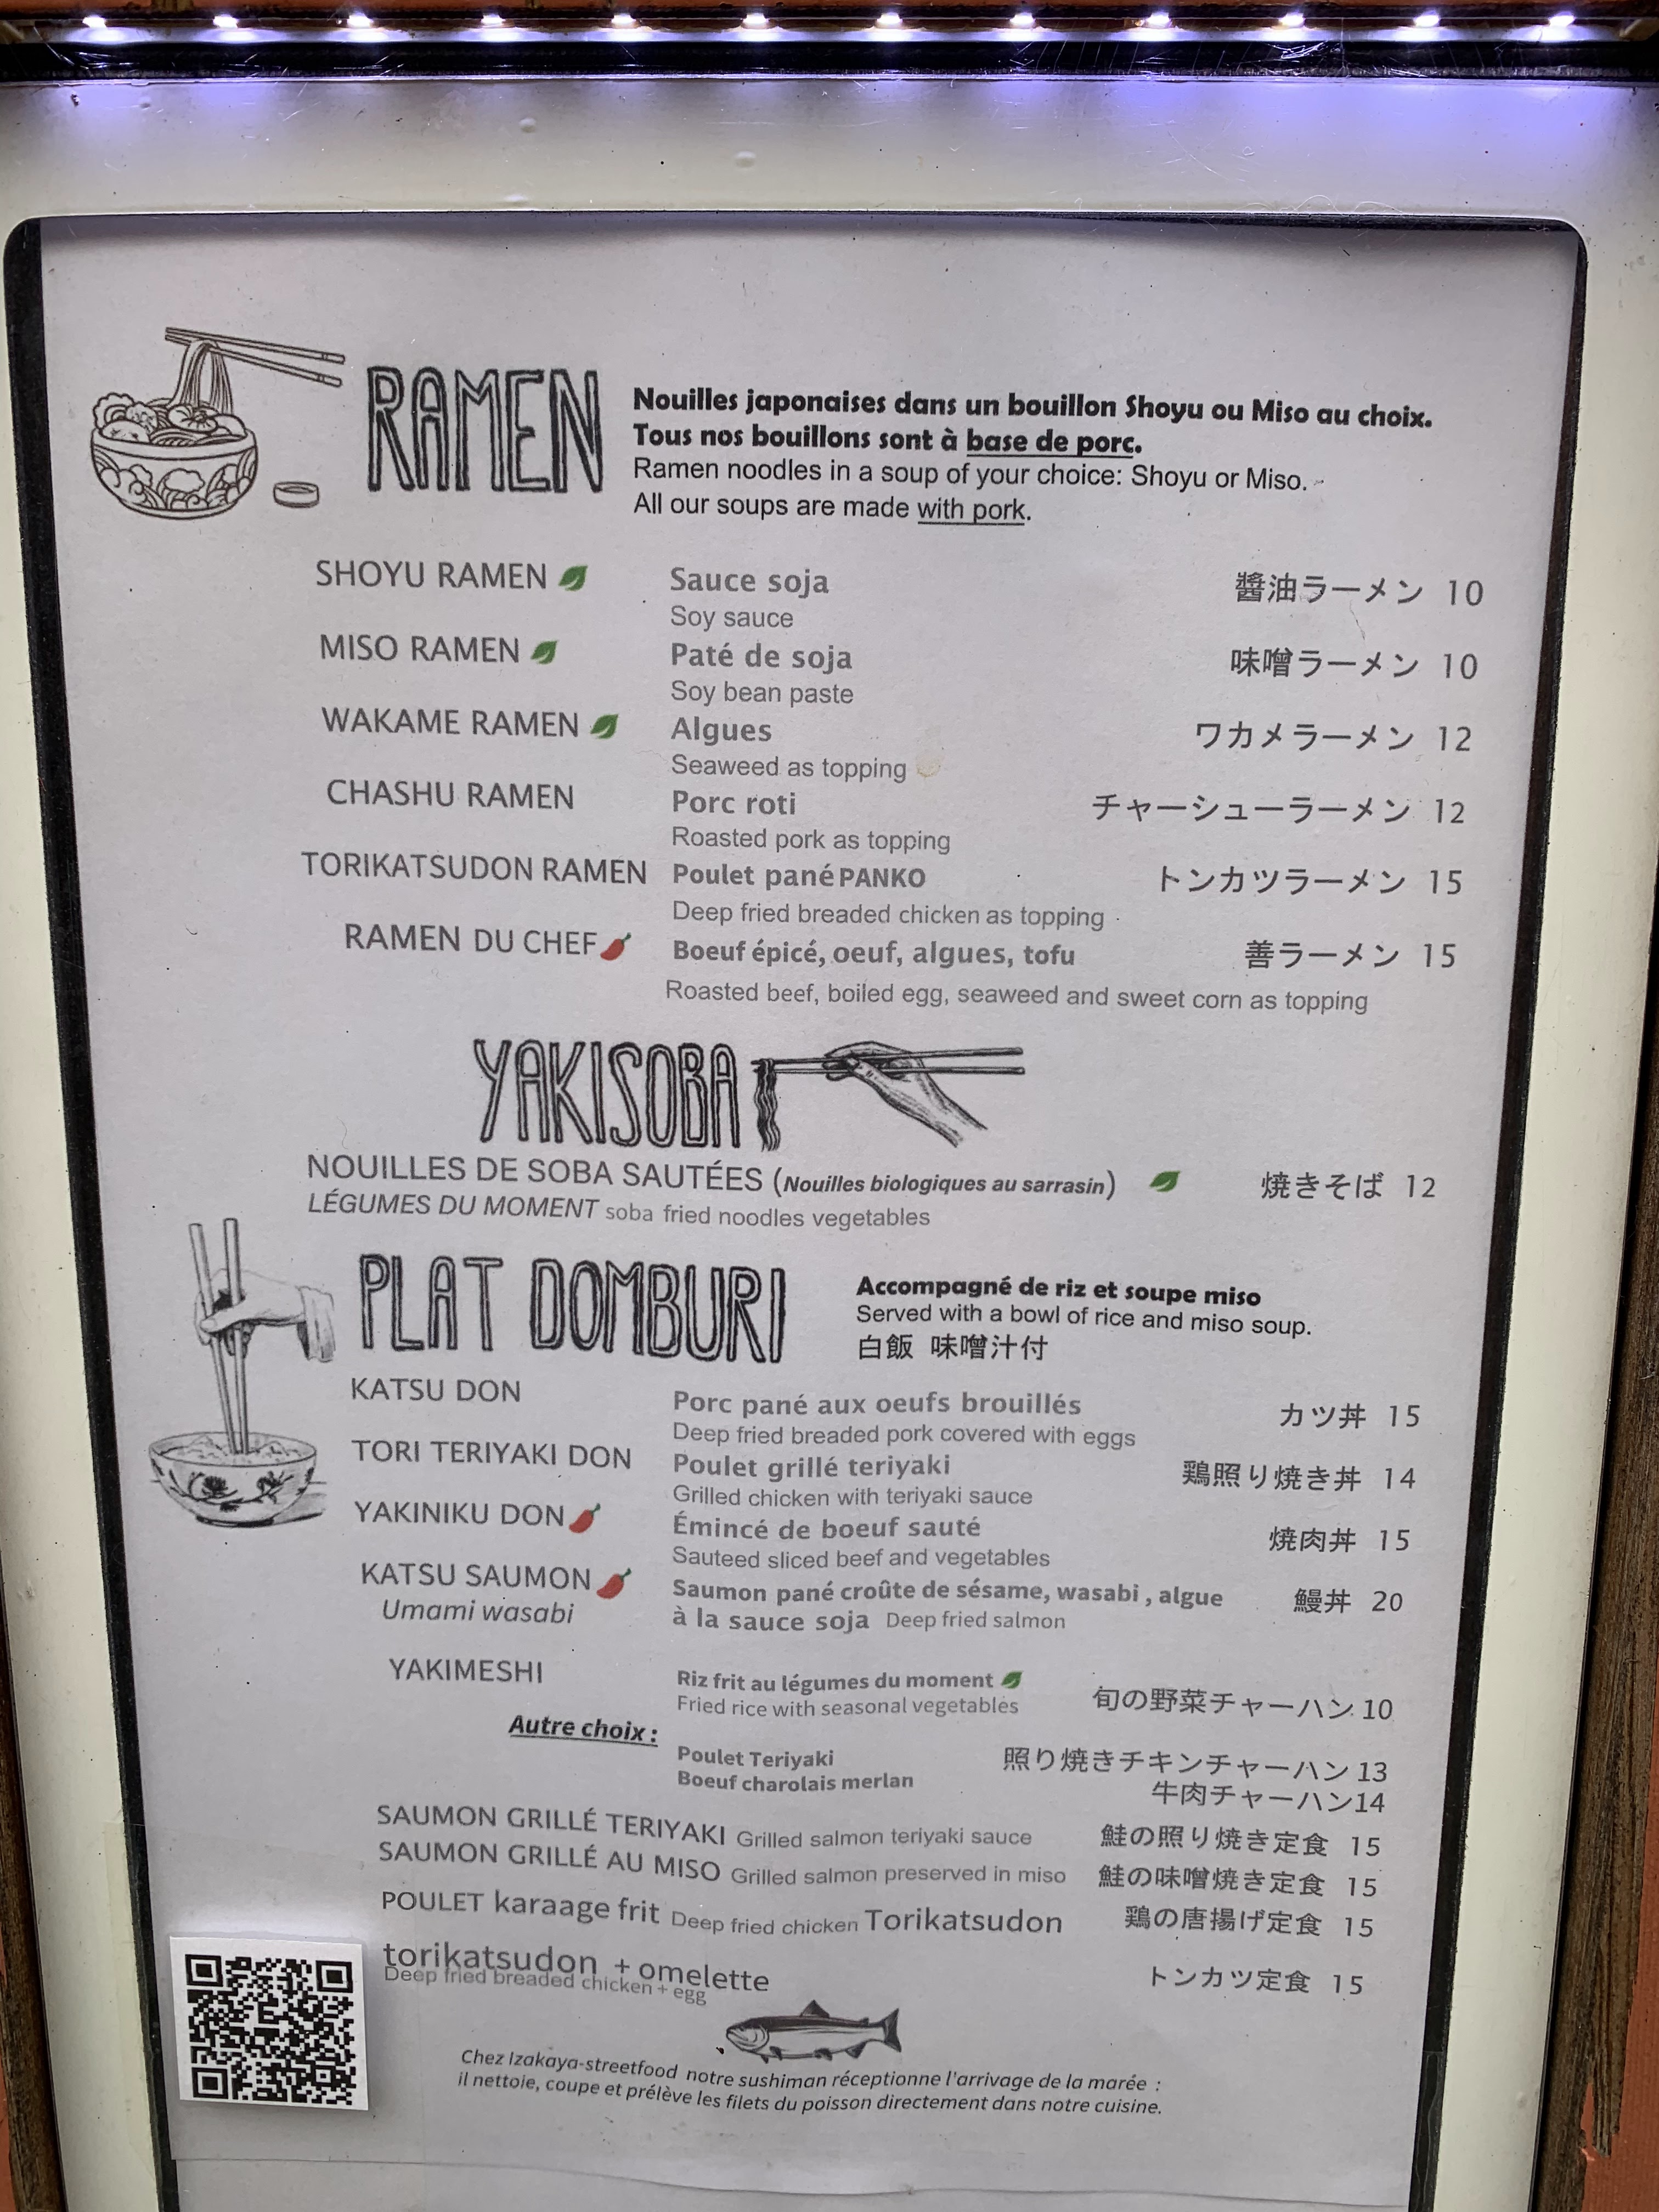 RAMEN
Nouilles japonaises dans un bouillon Shoyu ou Miso au choix.
Tous nos bouillons sont à base de porc.
Ramen noodles in a soup of your choice: Shoyu or Miso.
All our soups are made with pork.
SHOYU RAMEN Sauce soja 醤油ラーメン 10
Soy sauce
MISO RAMEN Paté de soja 味噌ラーメン 10
Soy bean paste
WAKAME RAMEN Algues ワカメラーメン 12
Seaweed as topping
CHASHU RAMEN Porc roti チャーシューラーメン 12
Roasted pork as topping
TORIKATSUDON RAMEN Poulet pané PANKO トンカツラーメン 15
Deep fried breaded chicken as topping
RAMEN DU CHEF Boeuf épicé, oeuf, algues, tofu 善ラーメン 15
Roasted beef, boiled egg, seaweed and sweet corn as topping
YAKISOBA
NOUILLES DE SOBA SAUTÉES (Nouilles biologiques au sarrasin) 焼きそば 12
LÉGUMES DU MOMENT soba fried noodles vegetables
PLAT DOMBURI
Accompagné de riz et soupe miso
Served with a bowl of rice and miso soup.
白飯 味噌汁付
KATSU DON Porc pané aux oeufs brouillés カツ丼 15
Deep fried breaded pork covered with eggs
TORI TERIYAKI DON Poulet grillé teriyaki 鶏照り焼き丼 14
Grilled chicken with teriyaki sauce
YAKINIKU DON Émincé de boeuf sauté 焼肉丼 15
Sauteed sliced beef and vegetables
KATSU SAUMON Saumon pané croûte de sésame, wasabi , algue 鰻丼 20
Umami wasabi à la sauce soja Deep fried salmon
YAKIMESHI Riz frit au légumes du moment
Fried rice with seasonal vegetables 旬の野菜チャーハン 10
Autre choix :
Poulet Teriyaki 照り焼きチキンチャーハン 13
Boeuf charolais merlan 牛肉チャーハン14
SAUMON GRILLÉ TERIYAKI Grilled salmon teriyaki sauce 鮭の照り焼き定食 15
SAUMON GRILLÉ AU MISO Grilled salmon preserved in miso 鮭の味噌焼き定食 15
POULET karaage frit Deep fried chicken Torikatsudon 鶏の唐揚げ定食 15
torikatsudon + omelette トンカツ定食 15
Deep fried breaded chicken + egg
Chez Izakaya-streetfood notre sushiman réceptionne l'arrivage de la marée :
il nettoie, coupe et prélève les filets du poisson directement dans notre cuisine.